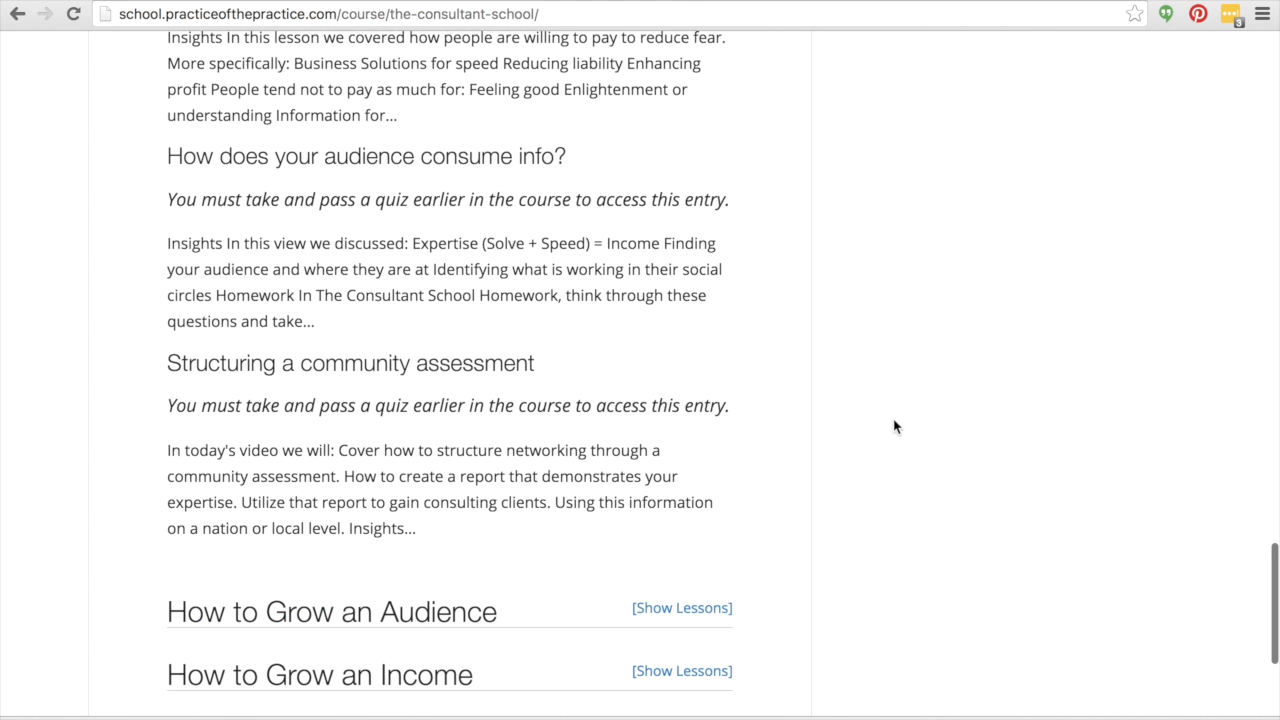 school.practiceofthepractice.com/course/the-consultant-school/
3
Insights In this lesson we covered how people are willing to pay to reduce fear.
More specifically: Business Solutions for speed Reducing liability Enhancing
profit People tend not to pay as much for: Feeling good Enlightenment or
understanding Information for...
How does your audience consume info?
You must take and pass a quiz earlier in the course to access this entry.
Insights In this view we discussed: Expertise (Solve + Speed) = Income Finding
your audience and where they are at Identifying what is working in their social
circles Homework In The Consultant School Homework, think through these
questions and take...
Structuring a community assessment
You must take and pass a quiz earlier in the course to access this entry.
In today's video we will: Cover how to structure networking through a
community assessment. How to create a report that demonstrates your
expertise. Utilize that report to gain consulting clients. Using this information
on a nation or local level. Insights...
How to Grow an Audience [Show Lessons]
How to Grow an Income [Show Lessons]